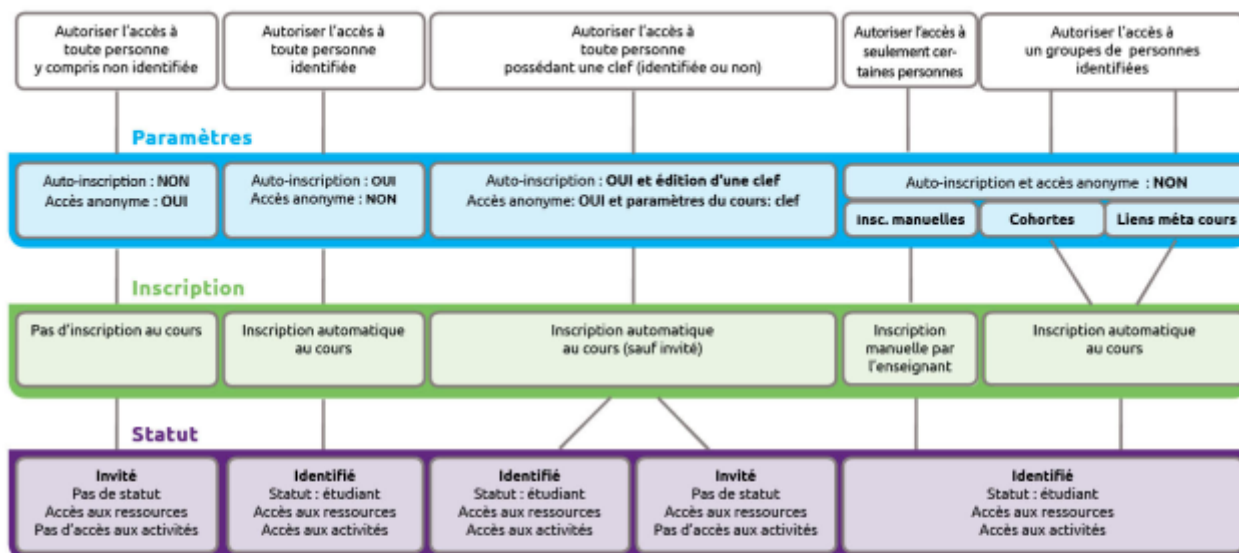 Autoriser l'accès à
toute personne
y compris non identifiée
Autoriser l'accès à
toute personne
identifiée
Autoriser l'accès à
toute personne
possédant une clef (identifiée ou non)
Autoriser l'accès à
seulement cer-
taines personnes
Autoriser l'accès à
un groupes de personnes
identifiées
Paramètres
Auto-inscription : NON
Accès anonyme : OUI
Auto-inscription : OUI
Accès anonyme : NON
Auto-inscription : OUI et édition d'une clef
Accès anonyme: OUI et paramètres du cours: clef
Auto-inscription et accès anonyme : NON
Insc. manuelles
Cohortes
Liens méta cours
Inscription
Pas d'inscription au cours
Inscription automatique
au cours
Inscription automatique
au cours (sauf invité)
Inscription
manuelle par
l'enseignant
Inscription automatique
au cours
Statut
Invité
Pas de statut
Accès aux ressources
Pas d'accès aux activités
Identifié
Statut : étudiant
Accès aux ressources
Accès aux activités
Identifié
Statut : étudiant
Accès aux ressources
Accès aux activités
Invité
Pas de statut
Accès aux ressources
Pas d'accès aux activités
Identifié
Statut : étudiant
Accès aux ressources
Accès aux activités